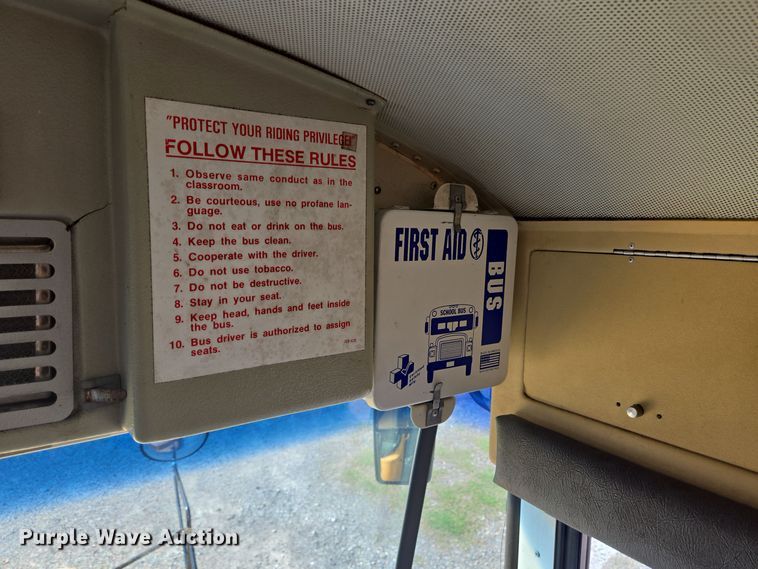 "PROTECT YOUR RIDING PRIVILEGE"
FOLLOW THESE RULES
1. Observe same conduct as in the
classroom.
2. Be courteous, use no profane lan-
guage.
3. Do not eat or drink on the bus.
4. Keep the bus clean.
5. Cooperate with the driver.
6. Do not use tobacco.
7. Do not be destructive.
8. Stay in your seat.
9. Keep head, hands and feet inside
the bus.
10. Bus driver is authorized to assign
seats.
FIRST AID
BUS
SCHOOL BUS
Purple Wave Auction